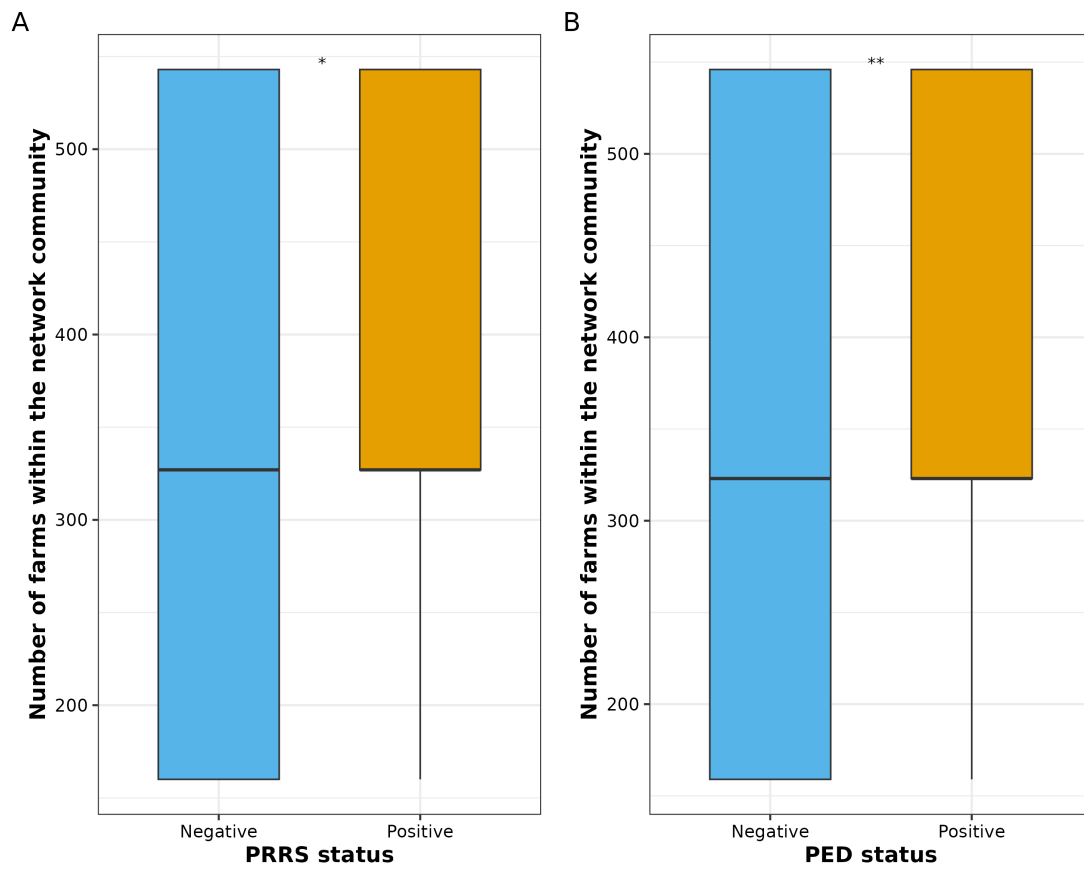 A
Number of farms within the network community
500
400
300
200
*
Negative
Positive
PRRS status
B
Number of farms within the network community
500
400
300
200
**
Negative
Positive
PED status